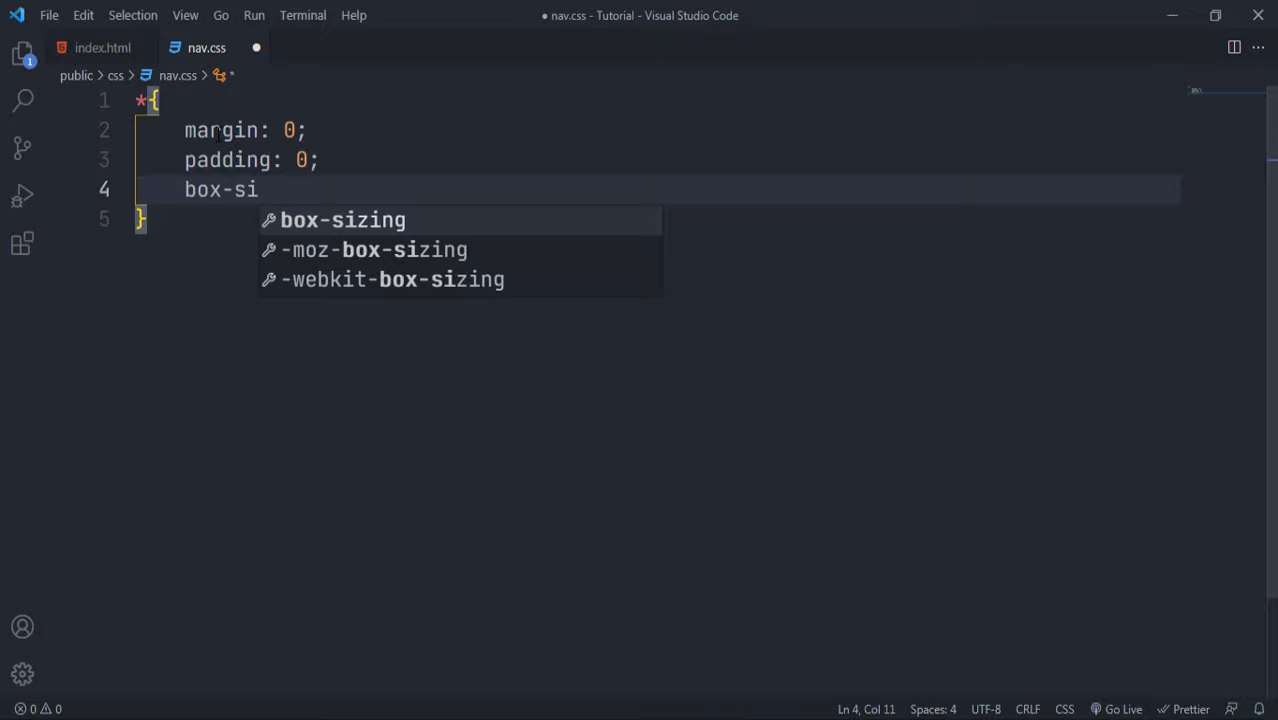 File Edit Selection View Go Run Terminal Help ● nav.css - Tutorial - Visual Studio Code
index.html nav.css ●
public > css > nav.css > *
1 *{
2 margin: 0;
3 padding: 0;
4 box-si
5 }
box-sizing
-moz-box-sizing
-webkit-box-sizing
1
0 0 Ln 4, Col 11 Spaces: 4 UTF-8 CRLF CSS Go Live Prettier